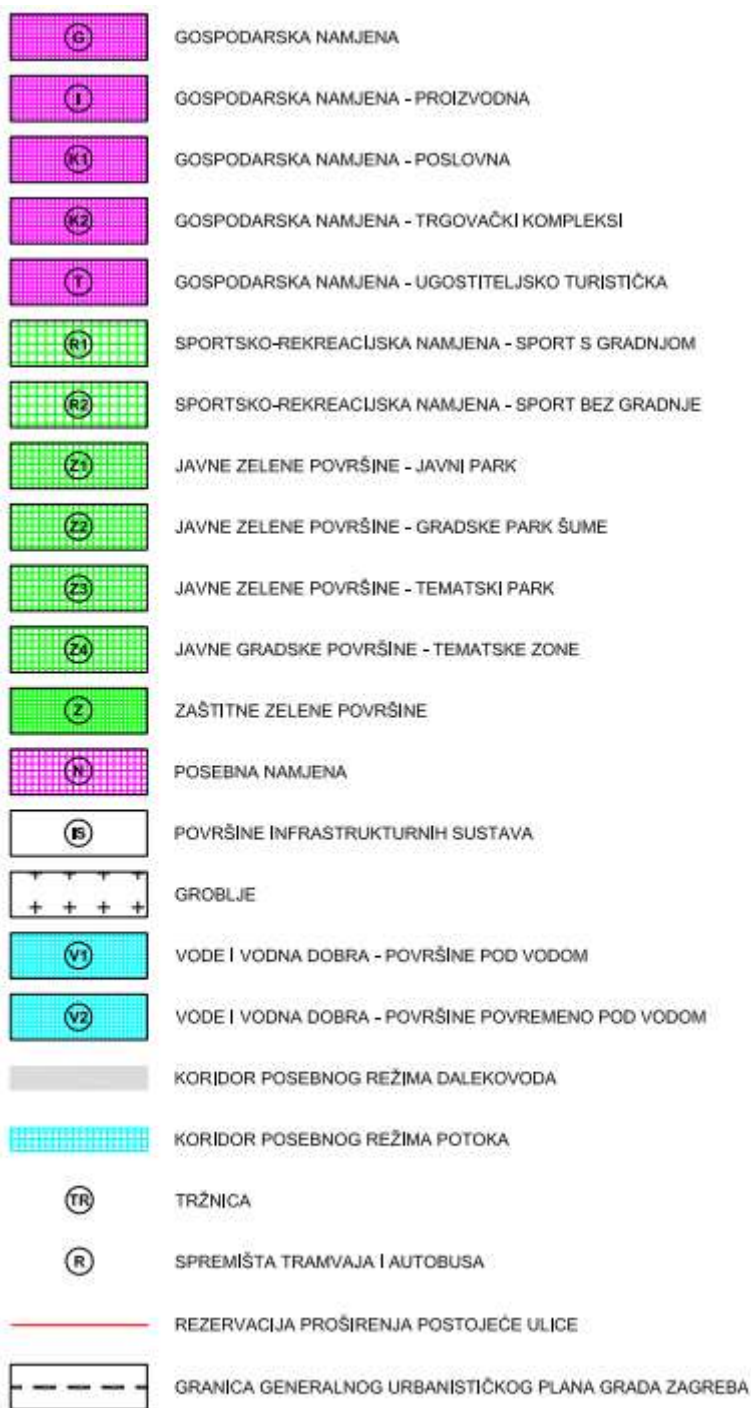 G GOSPODARSKA NAMJENA
I GOSPODARSKA NAMJENA - PROIZVODNA
K1 GOSPODARSKA NAMJENA - POSLOVNA
K2 GOSPODARSKA NAMJENA - TRGOVAČKI KOMPLEKSI
T GOSPODARSKA NAMJENA - UGOSTITELJSKO TURISTIČKA
R1 SPORTSKO-REKREACIJSKA NAMJENA - SPORT S GRADNJOM
R2 SPORTSKO-REKREACIJSKA NAMJENA - SPORT BEZ GRADNJE
Z1 JAVNE ZELENE POVRŠINE - JAVNI PARK
Z2 JAVNE ZELENE POVRŠINE - GRADSKE PARK ŠUME
Z3 JAVNE ZELENE POVRŠINE - TEMATSKI PARK
Z4 JAVNE GRADSKE POVRŠINE - TEMATSKE ZONE
Z ZAŠTITNE ZELENE POVRŠINE
N POSEBNA NAMJENA
IS POVRŠINE INFRASTRUKTURNIH SUSTAVA
GROBLJE
V1 VODE I VODNA DOBRA - POVRŠINE POD VODOM
V2 VODE I VODNA DOBRA - POVRŠINE POVREMENO POD VODOM
KORIDOR POSEBNOG REŽIMA DALEKOVODA
KORIDOR POSEBNOG REŽIMA POTOKA
TR TRŽNICA
R SPREMIŠTA TRAMVAJA I AUTOBUSA
REZERVACIJA PROŠIRENJA POSTOJEĆE ULICE
GRANICA GENERALNOG URBANISTIČKOG PLANA GRADA ZAGREBA